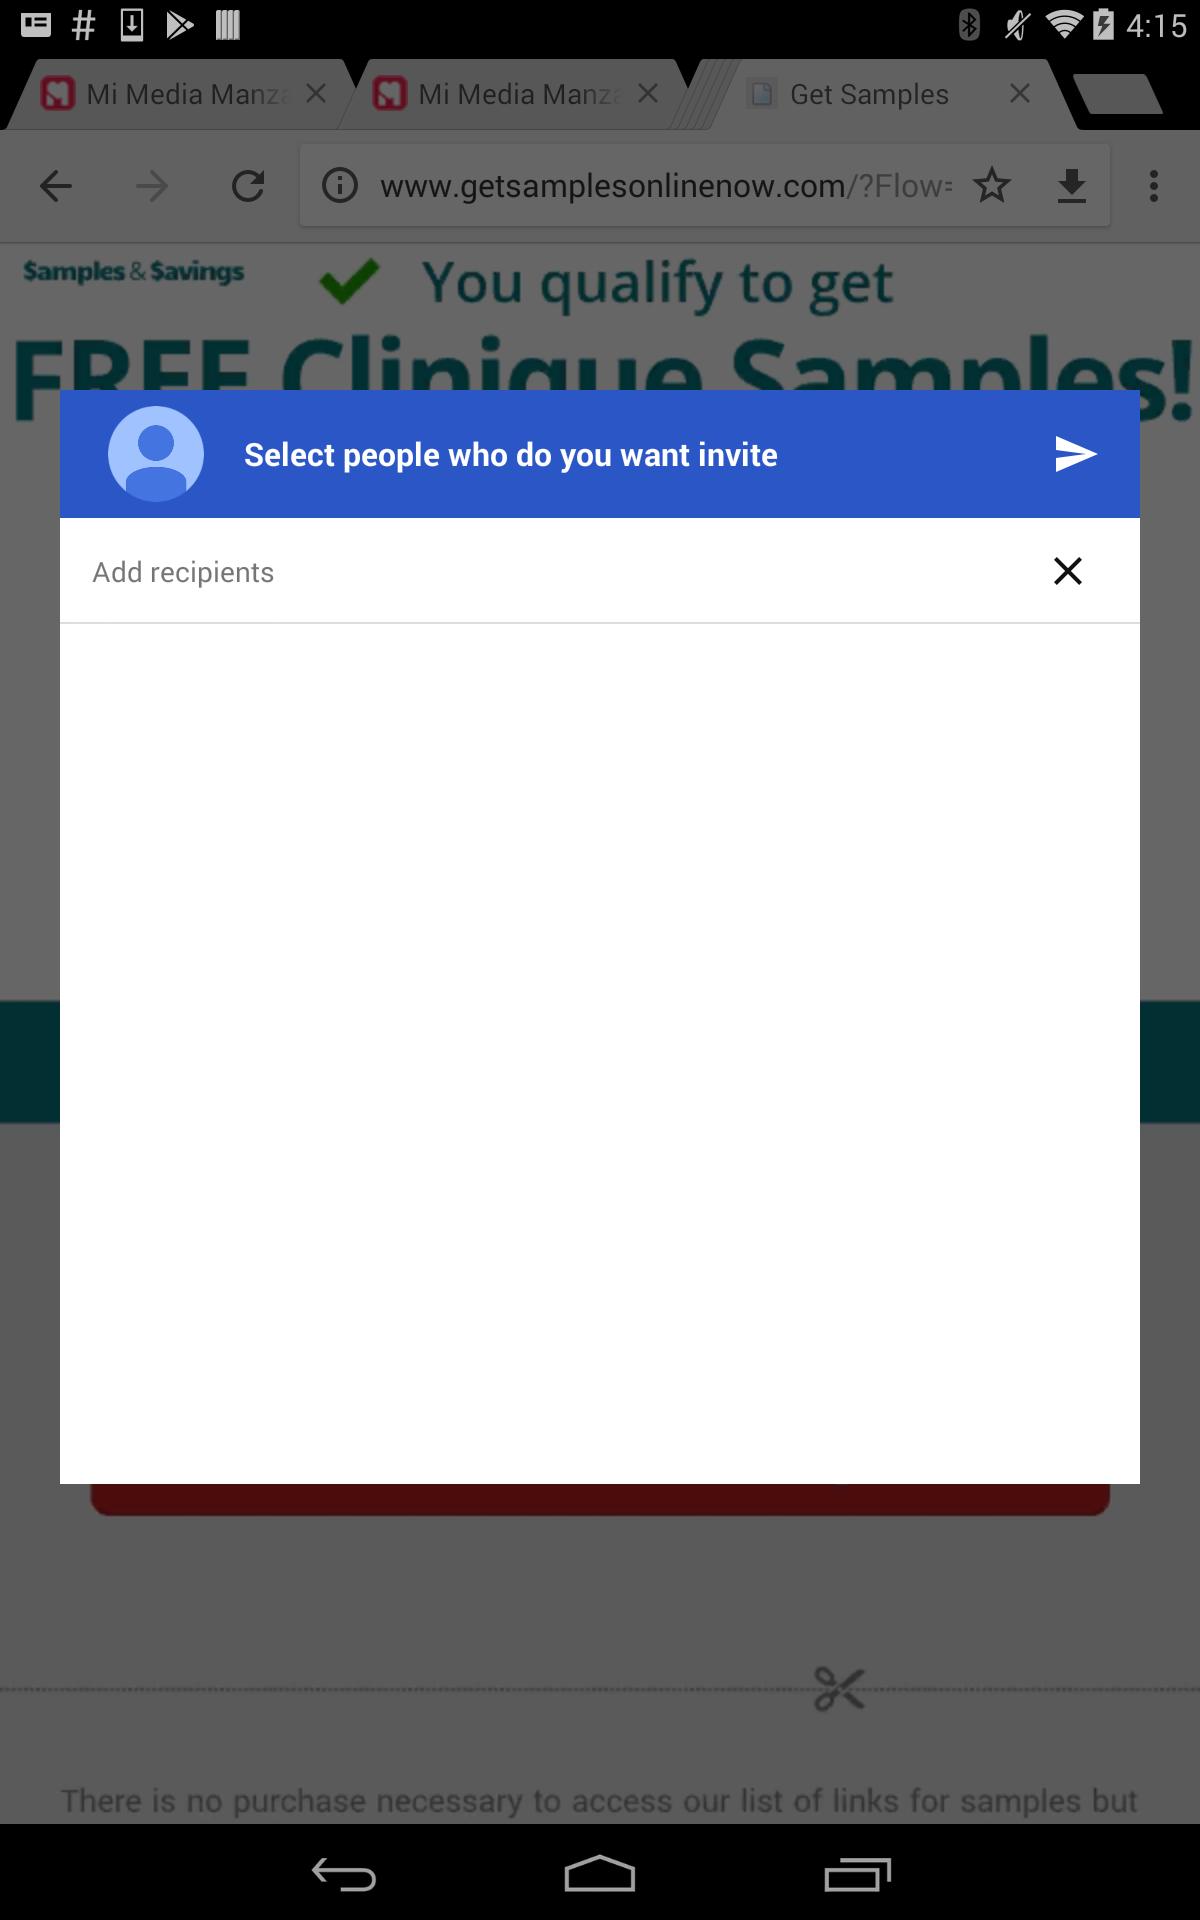 4:15
Mi Media Manza
Mi Media Manza
Get Samples
www.getsamplesonlinenow.com/?Flow=
$amples & $avings
You qualify to get
FREE Clinique Samples!
Select people who do you want invite
Add recipients
There is no purchase necessary to access our list of links for samples but